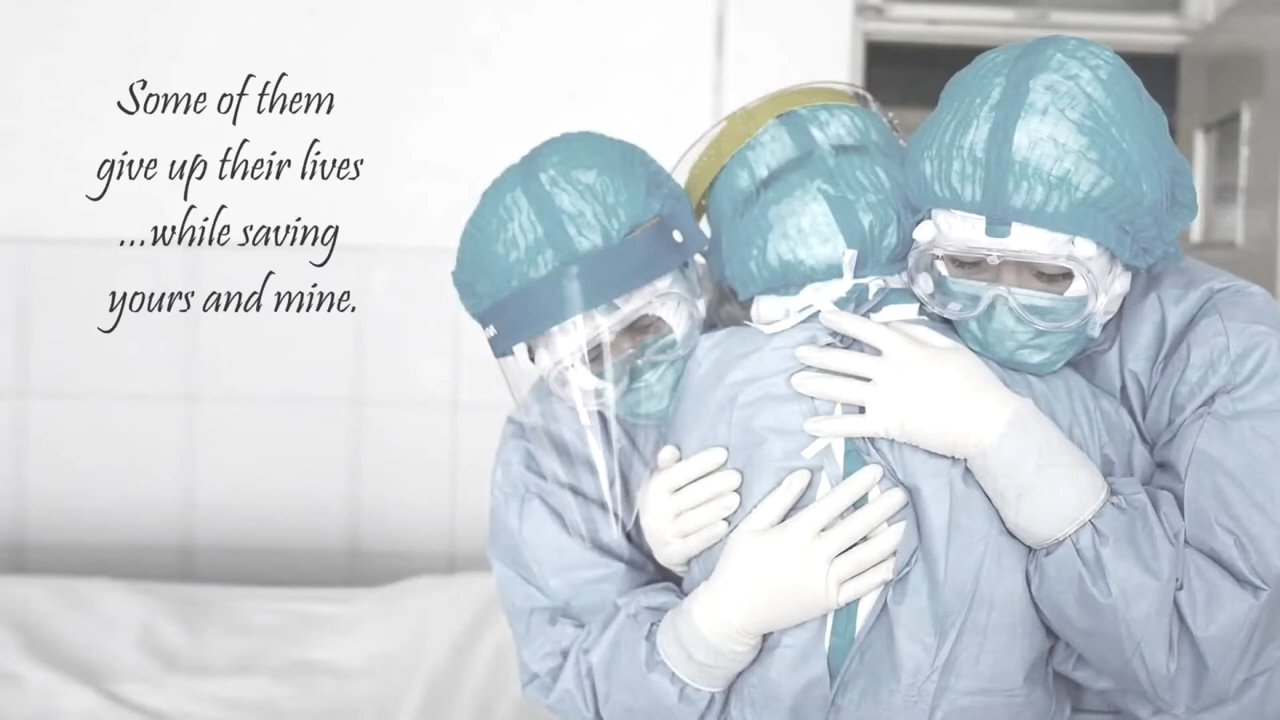 Some of them
give up their lives
...while saving
yours and mine.